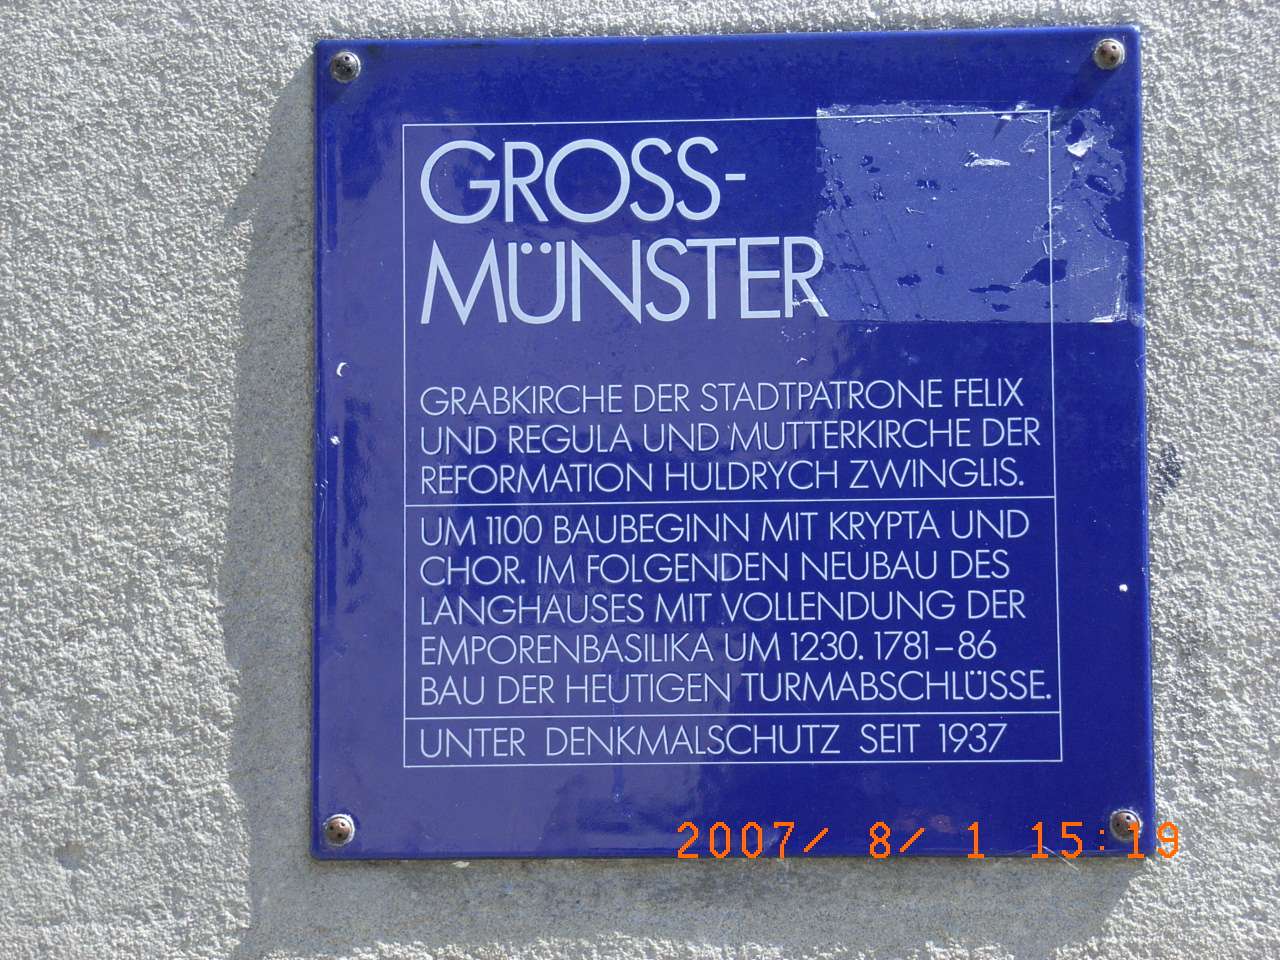 GROSS-
MÜNSTER
GRABKIRCHE DER STADTPATRONE FELIX
UND REGULA UND MUTTERKIRCHE DER
REFORMATION HULDRYCH ZWINGLIS.
UM 1100 BAUBEGINN MIT KRYPTA UND
CHOR. IM FOLGENDEN NEUBAU DES
LANGHAUSES MIT VOLLENDUNG DER
EMPORENBASILIKA UM 1230. 1781–86
BAU DER HEUTIGEN TURMABSCHLÜSSE.
UNTER DENKMALSCHUTZ SEIT 1937
2007/ 8/ 1 15:19